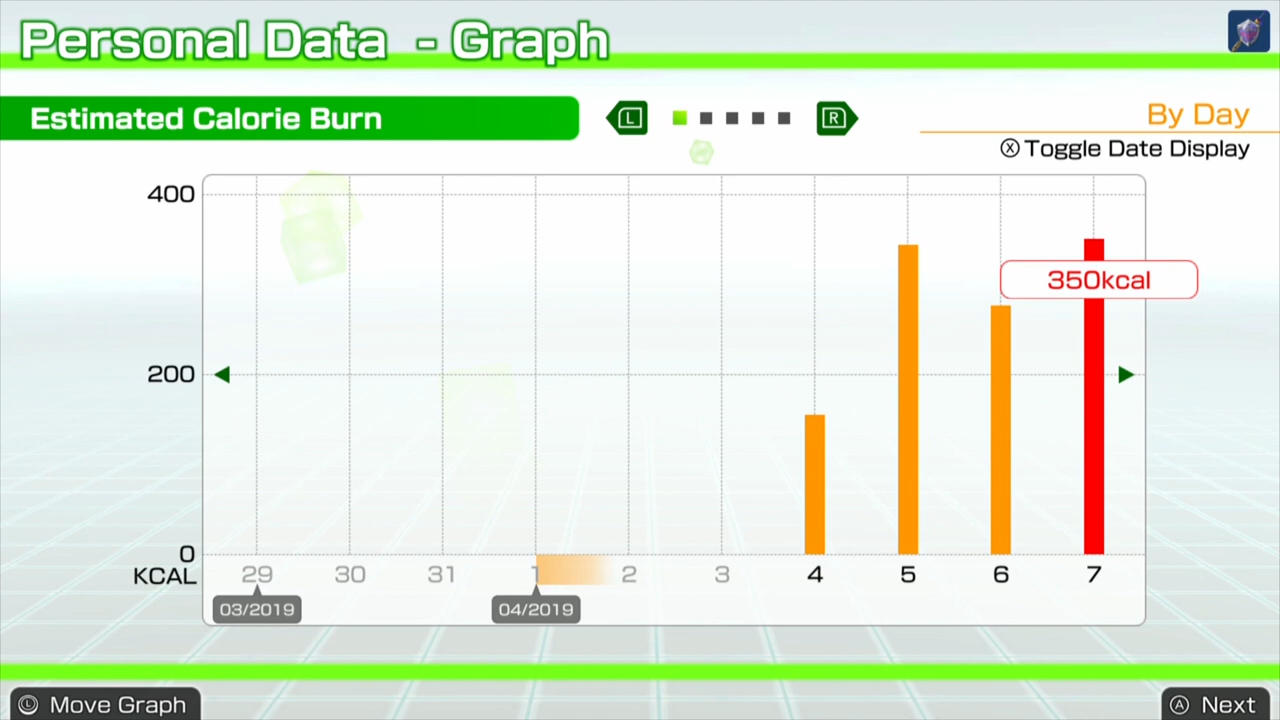 Personal Data - Graph
Estimated Calorie Burn
L
R
By Day
X Toggle Date Display
400
200
0
KCAL
350kcal
29 30 31 1 2 3 4 5 6 7
03/2019 04/2019
L Move Graph
A Next